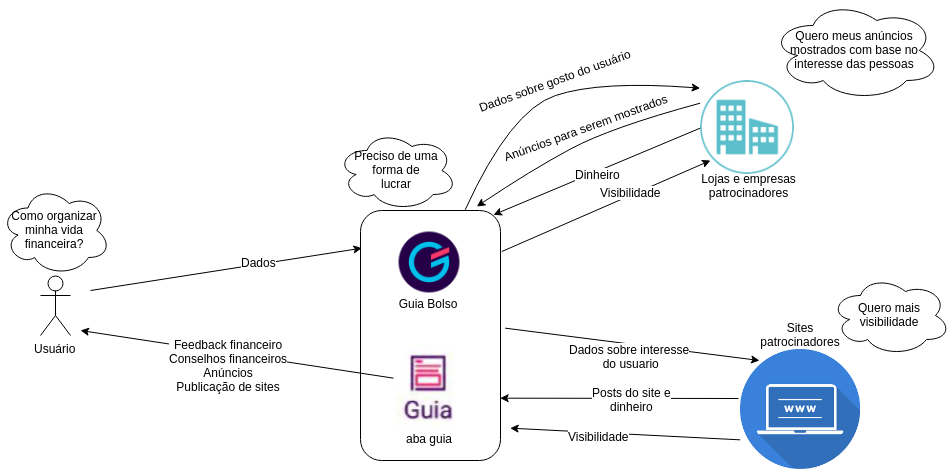 Quero meus anúncios
mostrados com base no
interesse das pessoas
Dados sobre gosto do usuário
Anúncios para serem mostrados
Dinheiro
Visibilidade
Lojas e empresas
patrocinadores
Preciso de uma
forma de
lucrar
Como organizar
minha vida
financeira?
Usuário
Dados
Guia Bolso
Feedback financeiro
Conselhos financeiros
Anúncios
Publicação de sites
Guia
aba guia
Quero mais
visibilidade
Sites
patrocinadores
www
Dados sobre interesse
do usuario
Posts do site e
dinheiro
Visibilidade